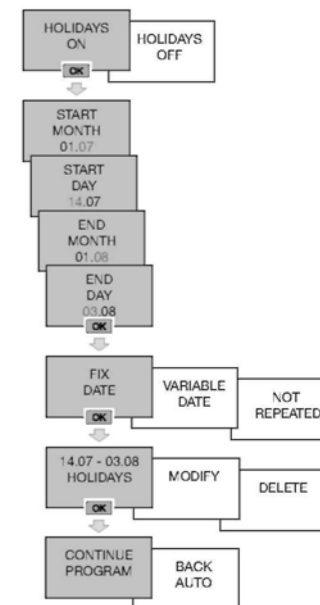 HOLIDAYS
ON
HOLIDAYS
OFF
OK
START
MONTH
01.07
START
DAY
14.07
END
MONTH
01.08
END
DAY
03.08
OK
FIX
DATE
VARIABLE
DATE
NOT
REPEATED
OK
14.07 - 03.08
HOLIDAYS
MODIFY
DELETE
OK
CONTINUE
PROGRAM
BACK
AUTO